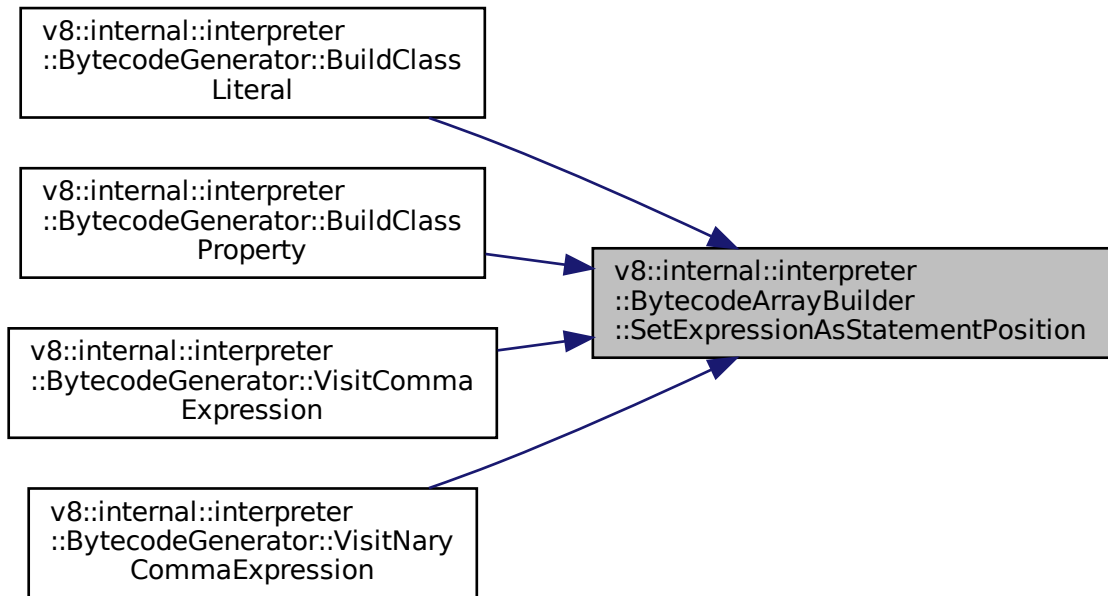 v8::internal::interpreter
::BytecodeGenerator::BuildClass
Literal
v8::internal::interpreter
::BytecodeGenerator::BuildClass
Property
v8::internal::interpreter
::BytecodeGenerator::VisitComma
Expression
v8::internal::interpreter
::BytecodeGenerator::VisitNary
CommaExpression
v8::internal::interpreter
::BytecodeArrayBuilder
::SetExpressionAsStatementPosition